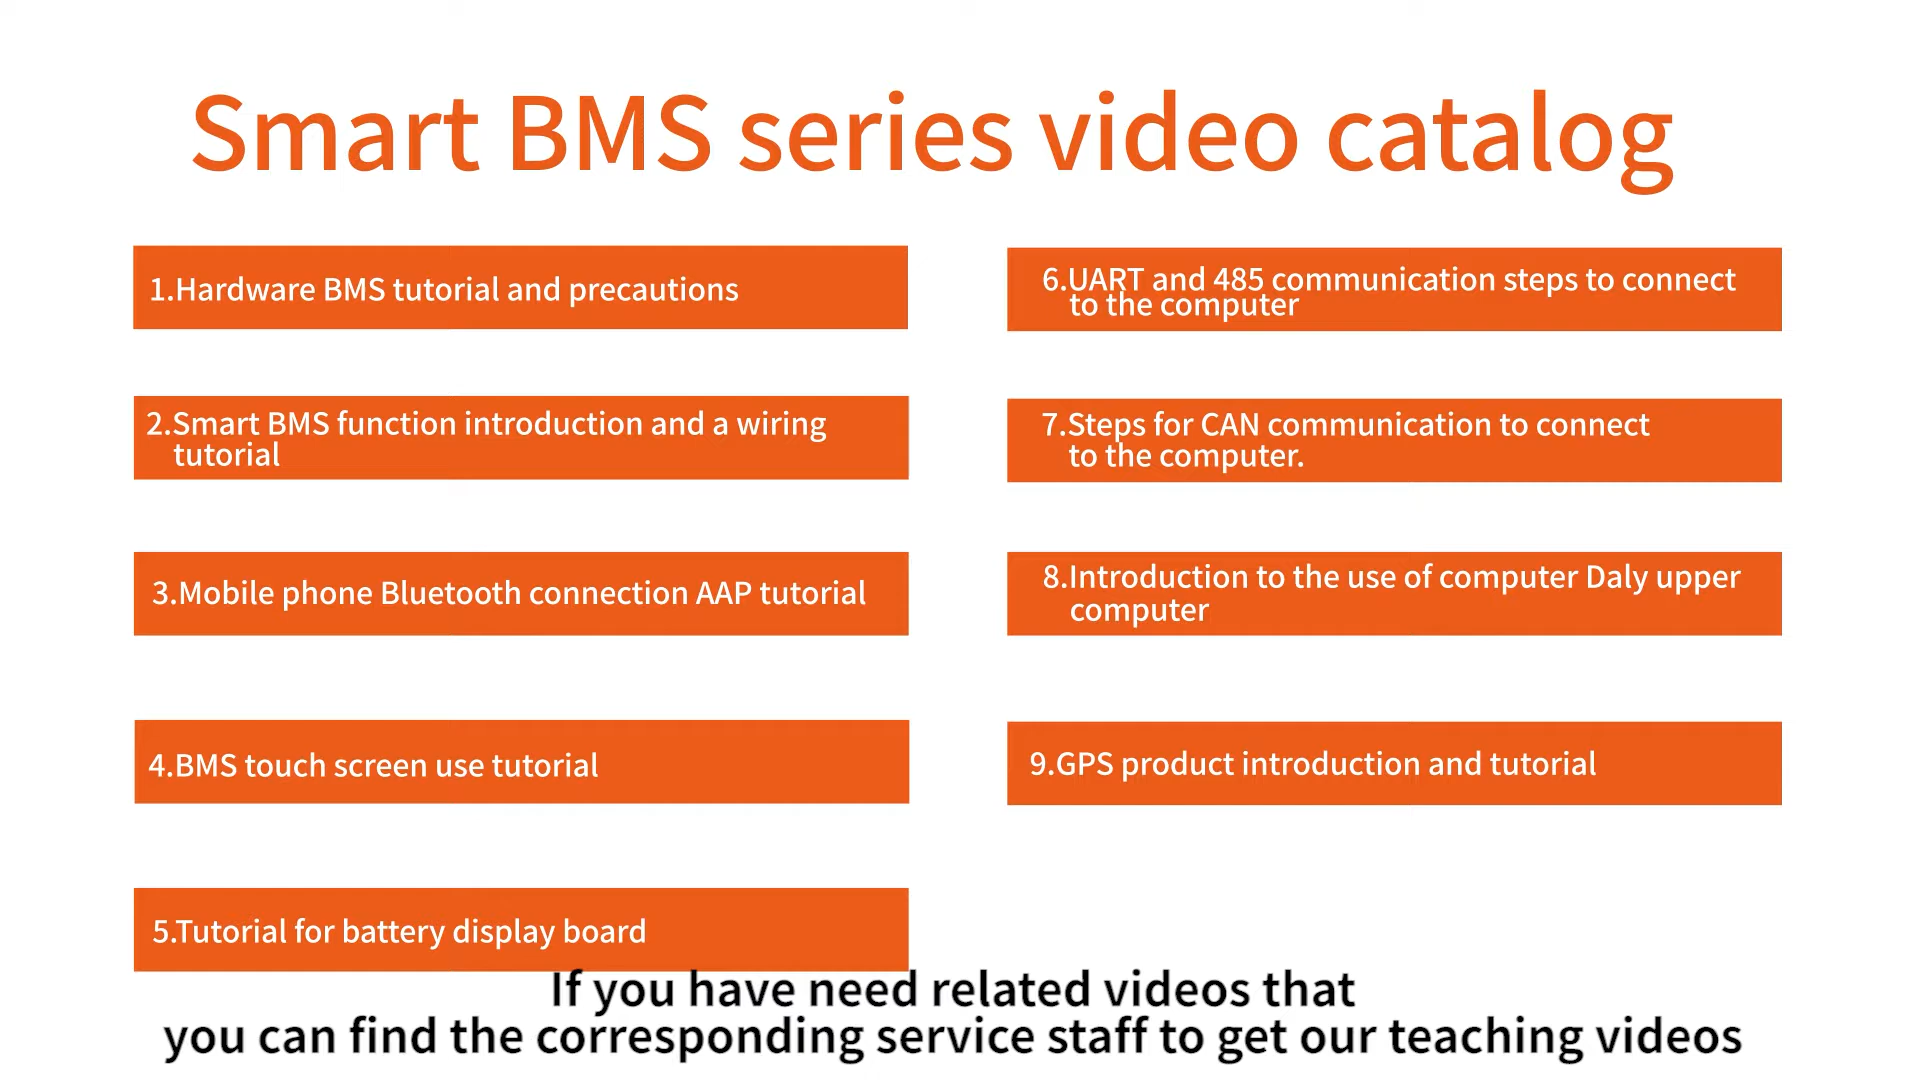 Smart BMS series video catalog
1.Hardware BMS tutorial and precautions
2.Smart BMS function introduction and a wiring
tutorial
3.Mobile phone Bluetooth connection AAP tutorial
4.BMS touch screen use tutorial
5.Tutorial for battery display board
6.UART and 485 communication steps to connect
to the computer
7.Steps for CAN communication to connect
to the computer.
8.Introduction to the use of computer Daly upper
computer
9.GPS product introduction and tutorial
If you have need related videos that
you can find the corresponding service staff to get our teaching videos